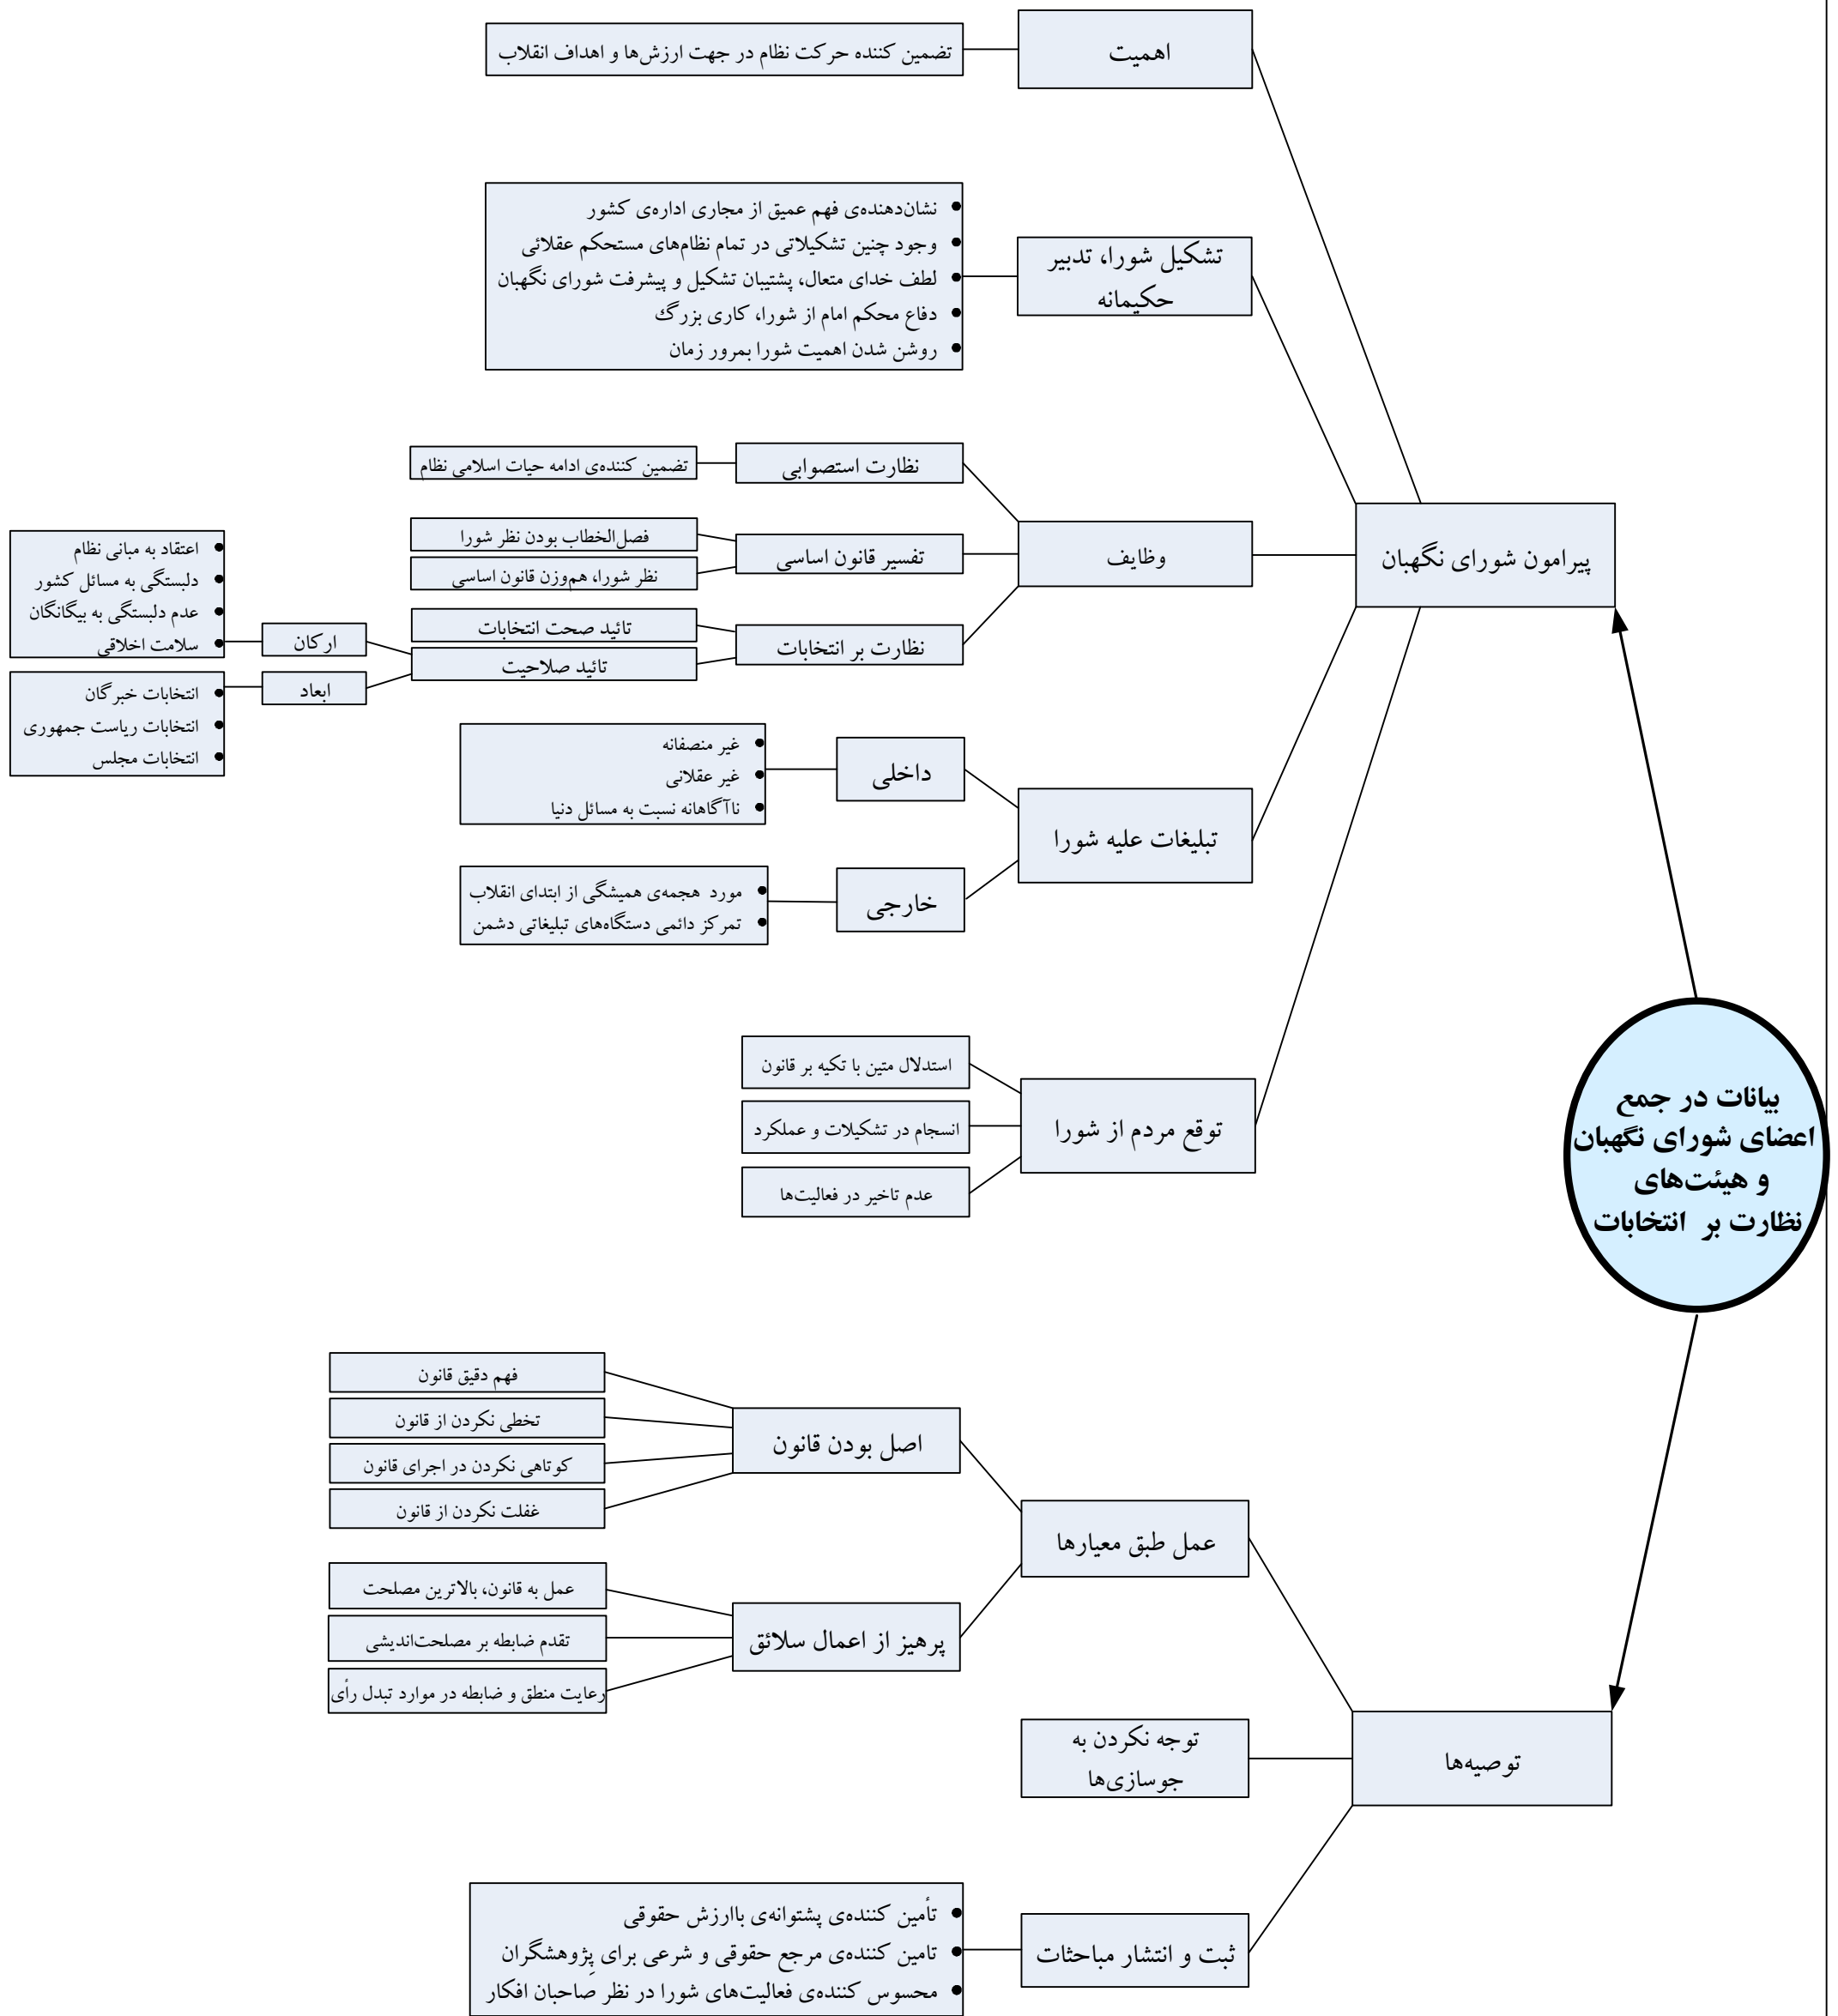 بیانات در جمع
اعضای شورای نگهبان
و هیئت‌های
نظارت بر انتخابات
پیرامون شورای نگهبان
اهمیت
تضمین کننده حرکت نظام در جهت ارزش‌ها و اهداف انقلاب
تشکیل شورا، تدبیر
حکیمانه
• نشان‌دهنده‌ی فهم عمیق از مجاری اداره‌ی کشور
• وجود چنین تشکیلاتی در تمام نظام‌های مستحکم عقلائی
• لطف خدای متعال، پشتیبان تشکیل و پیشرفت شورای نگهبان
• دفاع محکم امام از شورا، کاری بزرگ
• روشن شدن اهمیت شورا بمرور زمان
وظایف
نظارت استصوابی
تضمین کننده‌ی ادامه حیات اسلامی نظام
تفسیر قانون اساسی
فصل‌الخطاب بودن نظر شورا
نظر شورا، هم‌وزن قانون اساسی
نظارت بر انتخابات
تائید صحت انتخابات
تائید صلاحیت
ارکان
• اعتقاد به مبانی نظام
• دلبستگی به مسائل کشور
• عدم دلبستگی به بیگانگان
• سلامت اخلاقی
ابعاد
• انتخابات خبرگان
• انتخابات ریاست جمهوری
• انتخابات مجلس
تبلیغات علیه شورا
داخلی
• غیر منصفانه
• غیر عقلانی
• ناآگاهانه نسبت به مسائل دنیا
خارجی
• مورد هجمه‌ی همیشگی از ابتدای انقلاب
• تمرکز دائمی دستگاه‌های تبلیغاتی دشمن
توقع مردم از شورا
استدلال متین با تکیه بر قانون
انسجام در تشکیلات و عملکرد
عدم تاخیر در فعالیت‌ها
توصیه‌ها
عمل طبق معیارها
اصل بودن قانون
فهم دقیق قانون
تخطی نکردن از قانون
کوتاهی نکردن در اجرای قانون
غفلت نکردن از قانون
پرهیز از اعمال سلائق
عمل به قانون، بالاترین مصلحت
تقدم ضابطه بر مصلحت‌اندیشی
رعایت منطق و ضابطه در موارد تبدل رأی
توجه نکردن به
جوسازی‌ها
ثبت و انتشار مباحثات
• تأمین کننده‌ی پشتوانه‌ی باارزش حقوقی
• تامین کننده‌ی مرجع حقوقی و شرعی برای پِژوهشگران
• محسوس کننده‌ی فعالیت‌های شورا در نظر صاحبان افکار